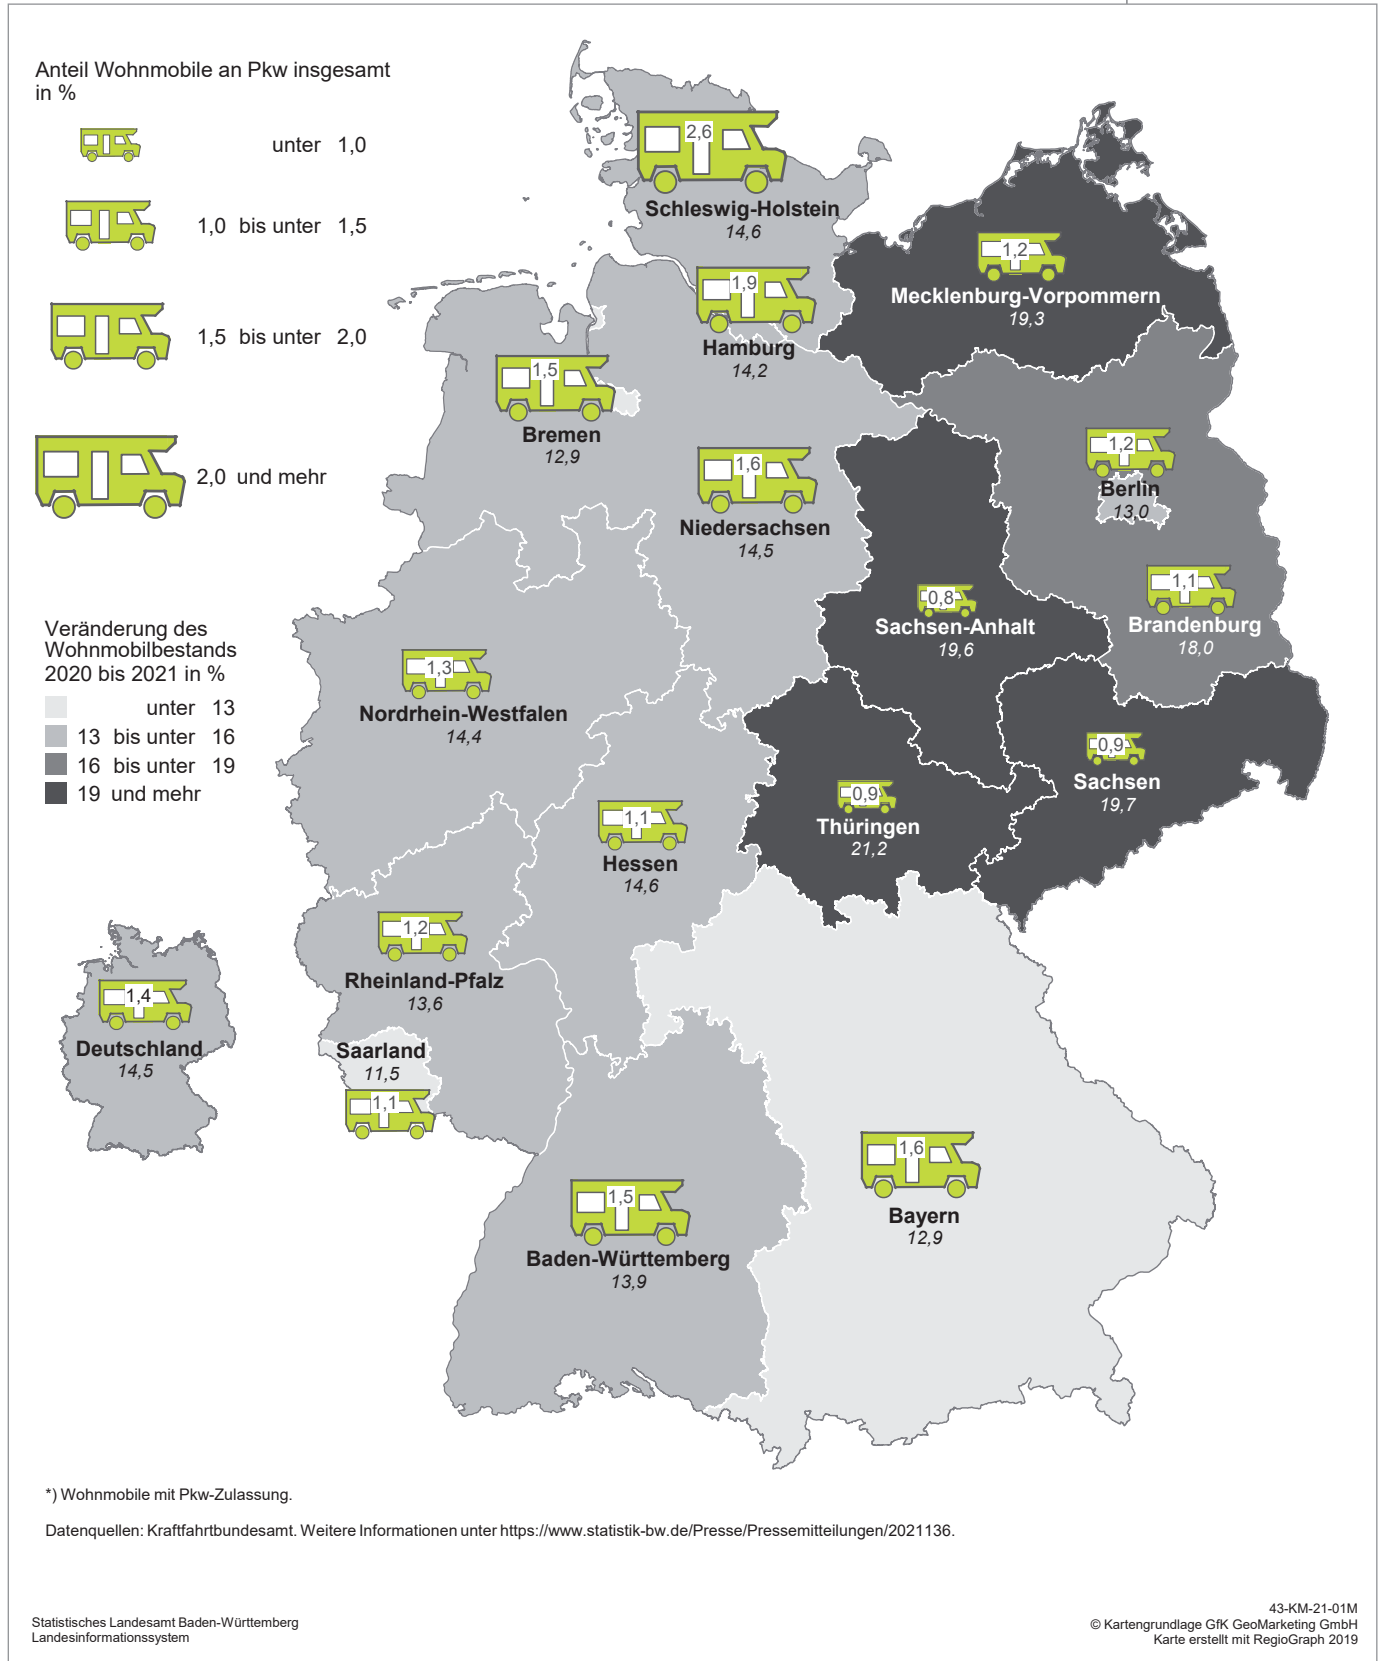 Anteil Wohnmobile an Pkw insgesamt
in %
unter 1,0
1,0 bis unter 1,5
1,5 bis unter 2,0
2,0 und mehr
Veränderung des
Wohnmobilbestands
2020 bis 2021 in %
unter 13
13 bis unter 16
16 bis unter 19
19 und mehr
2,6
Schleswig-Holstein
14,6
1,2
Mecklenburg-Vorpommern
19,3
1,9
Hamburg
14,2
1,5
Bremen
12,9
1,6
Niedersachsen
14,5
1,2
Berlin
13,0
1,1
Brandenburg
18,0
0,8
Sachsen-Anhalt
19,6
1,3
Nordrhein-Westfalen
14,4
0,9
Sachsen
19,7
0,9
Thüringen
21,2
1,1
Hessen
14,6
1,2
Rheinland-Pfalz
13,6
1,4
Deutschland
14,5
Saarland
11,5
1,1
1,6
Bayern
12,9
1,5
Baden-Württemberg
13,9
*) Wohnmobile mit Pkw-Zulassung.
Datenquellen: Kraftfahrtbundesamt. Weitere Informationen unter https://www.statistik-bw.de/Presse/Pressemitteilungen/2021136.
Statistisches Landesamt Baden-Württemberg
Landesinformationssystem
43-KM-21-01M
© Kartengrundlage GfK GeoMarketing GmbH
Karte erstellt mit RegioGraph 2019